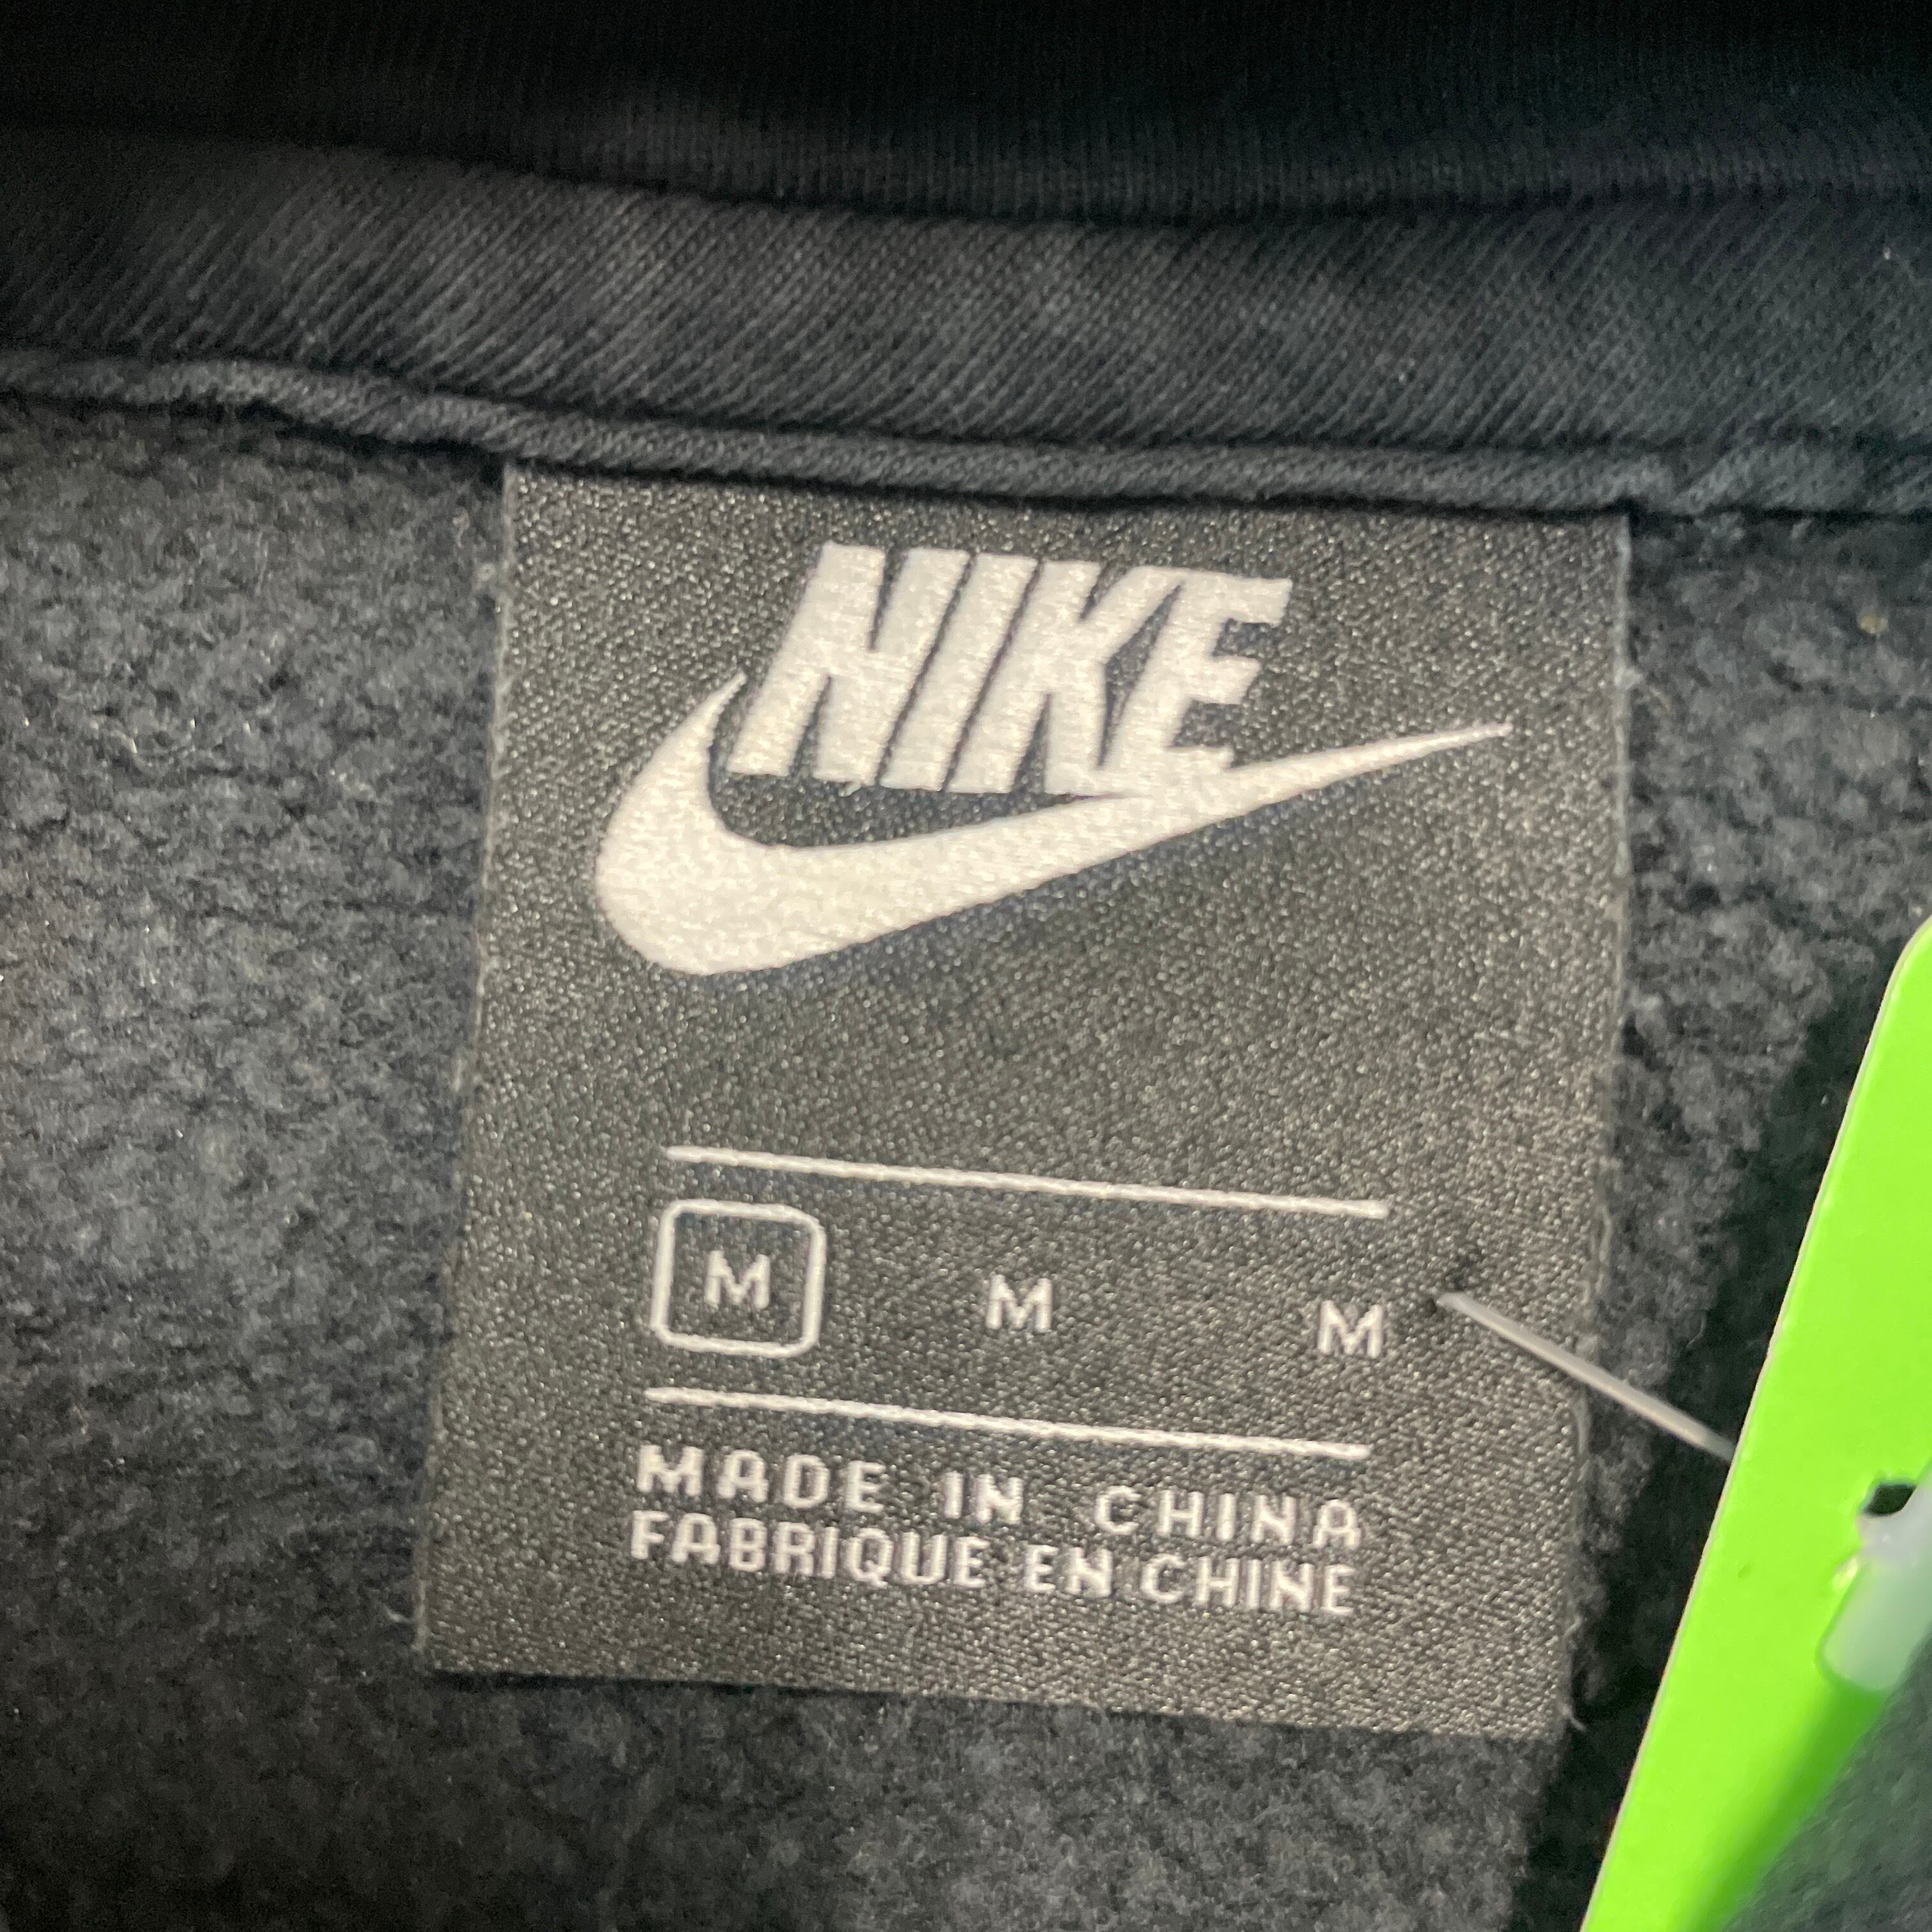 NIKE
M M M
MADE IN CHINA
FABRIQUE EN CHINE